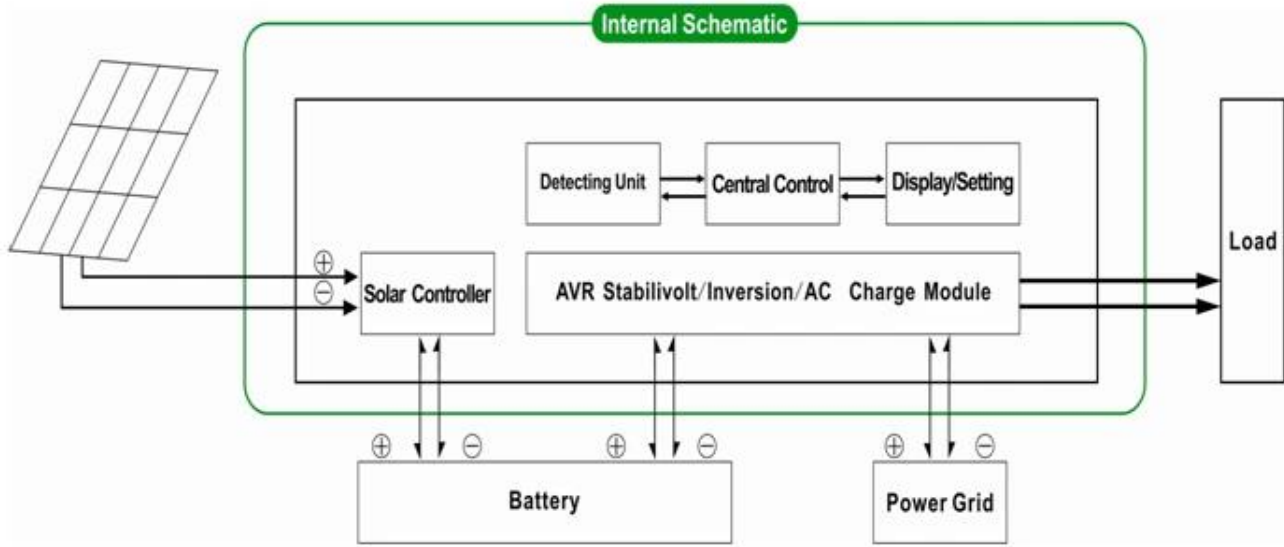 Internal Schematic
Detecting Unit
Central Control
Display/Setting
Load
⊕
⊖
Solar Controller
AVR Stabilivolt/Inversion/AC Charge Module
⊕ ⊖ ⊕ ⊖ ⊕ ⊖
Battery
Power Grid